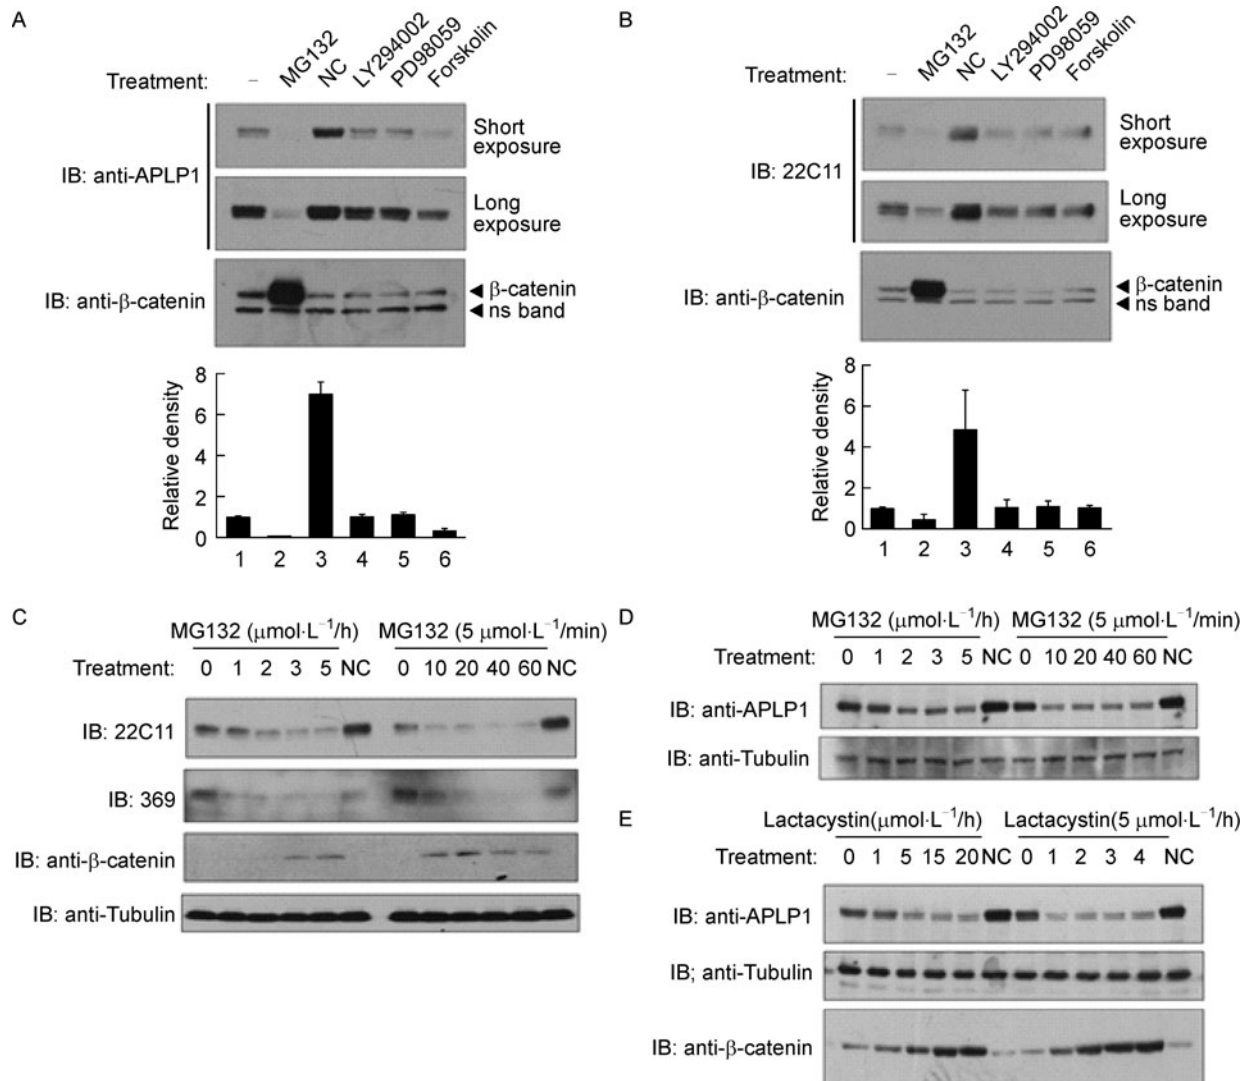 A
Treatment: – MG132 NC LY294002 PD98059 Forskolin
IB: anti-APLP1
Short exposure
Long exposure
IB: anti-β-catenin
◄ β-catenin
◄ ns band
Relative density
8
6
4
2
0
1 2 3 4 5 6
B
Treatment: – MG132 NC LY294002 PD98059 Forskolin
IB: 22C11
Short exposure
Long exposure
IB: anti-β-catenin
◄ β-catenin
◄ ns band
Relative density
8
6
4
2
0
1 2 3 4 5 6
C
MG132 (μmol·L⁻¹/h) MG132 (5 μmol·L⁻¹/min)
Treatment: 0 1 2 3 5 NC 0 10 20 40 60 NC
IB: 22C11
IB: 369
IB: anti-β-catenin
IB: anti-Tubulin
D
MG132 (μmol·L⁻¹/h) MG132 (5 μmol·L⁻¹/min)
Treatment: 0 1 2 3 5 NC 0 10 20 40 60 NC
IB: anti-APLP1
IB: anti-Tubulin
E
Lactacystin(μmol·L⁻¹/h) Lactacystin(5 μmol·L⁻¹/h)
Treatment: 0 1 5 15 20 NC 0 1 2 3 4 NC
IB: anti-APLP1
IB; anti-Tubulin
IB: anti-β-catenin